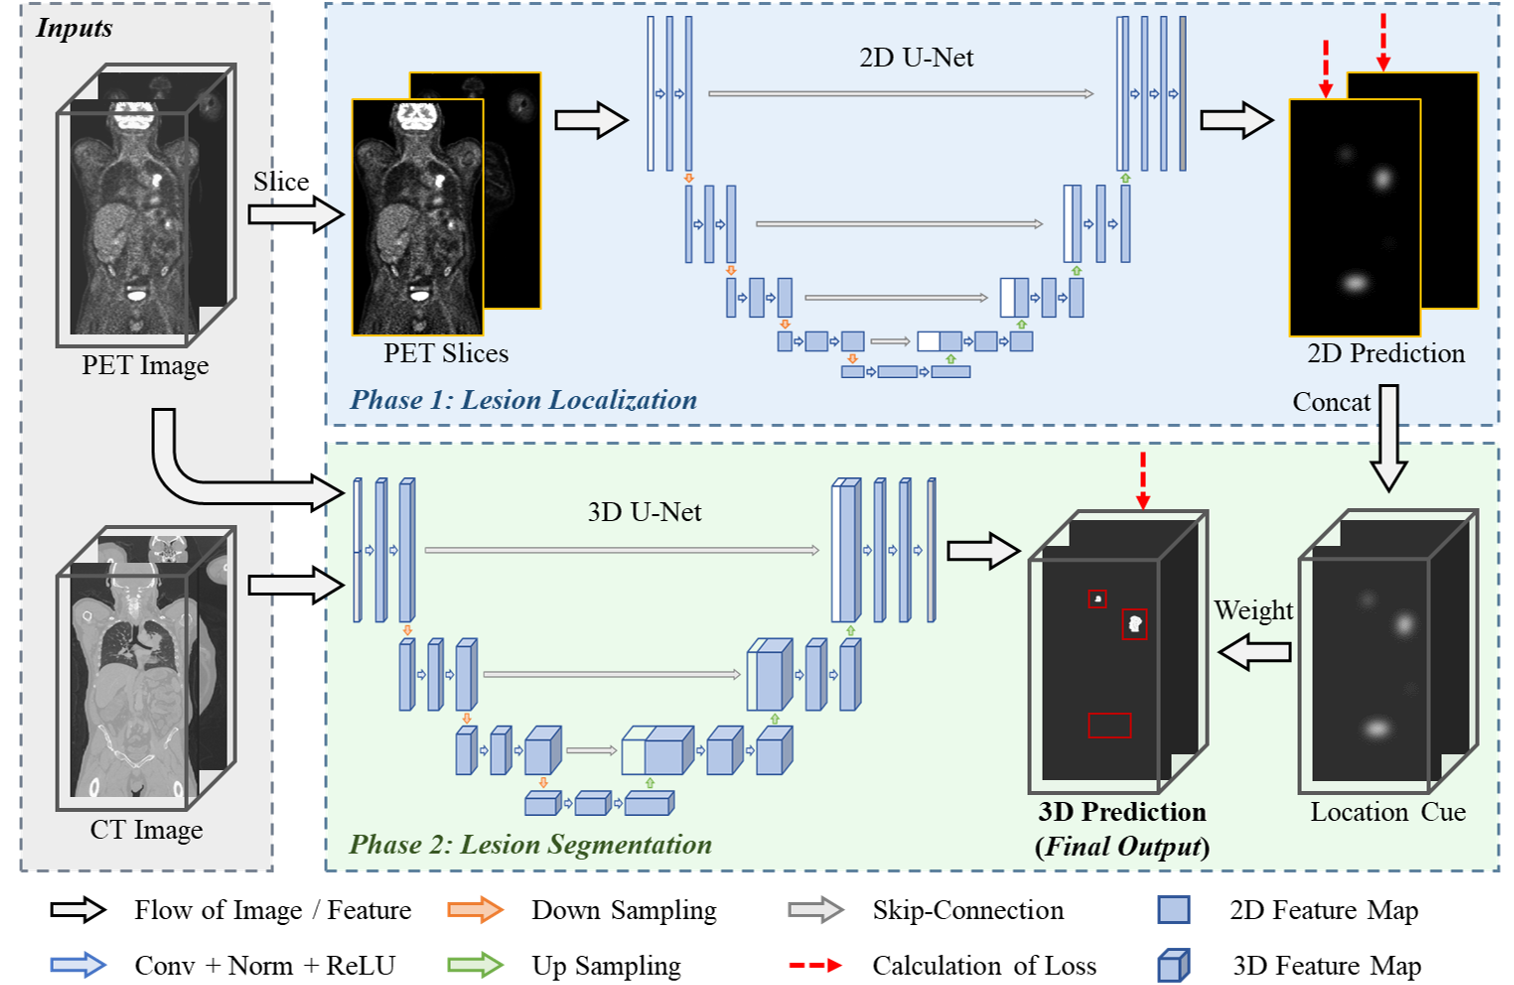 Inputs
2D U-Net
Slice
PET Image
PET Slices
2D Prediction
Phase 1: Lesion Localization
Concat
3D U-Net
Weight
CT Image
3D Prediction
(Final Output)
Location Cue
Phase 2: Lesion Segmentation
Flow of Image / Feature
Down Sampling
Skip-Connection
2D Feature Map
Conv + Norm + ReLU
Up Sampling
Calculation of Loss
3D Feature Map